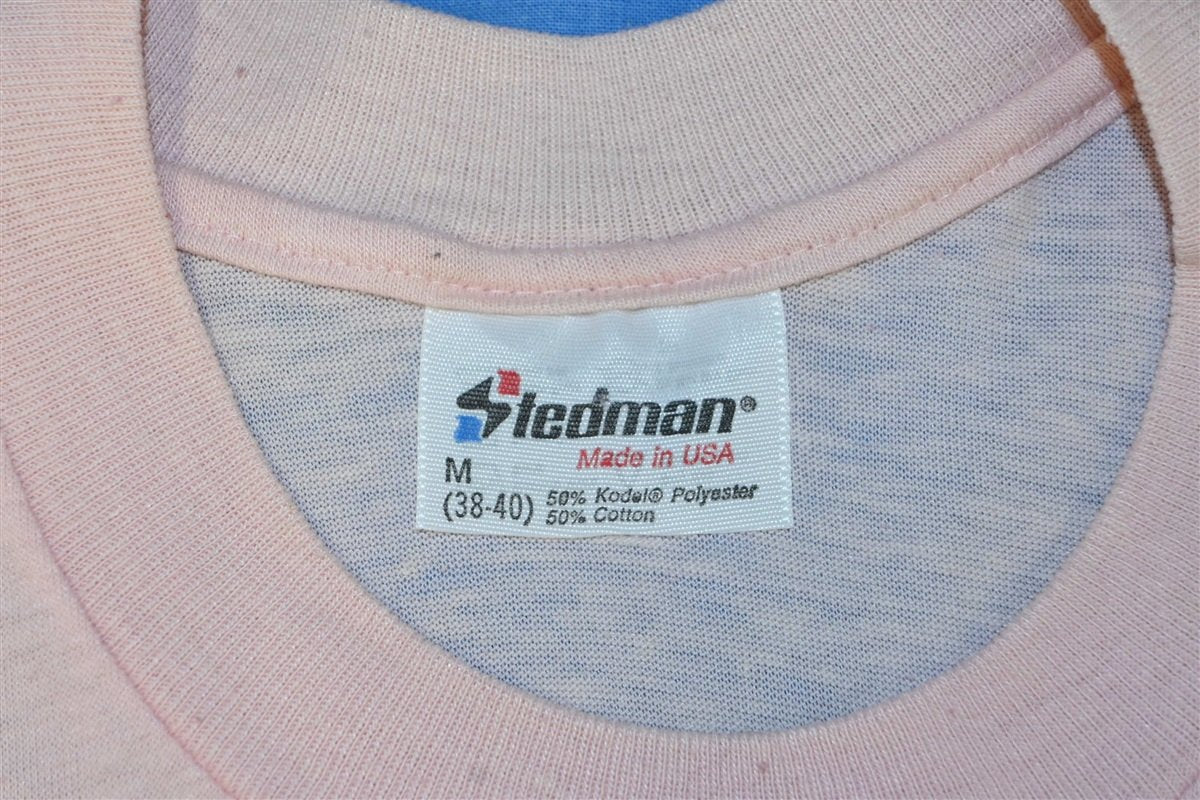 Stedman®
Made in USA
M
(38-40)
50% Kodel® Polyester
50% Cotton